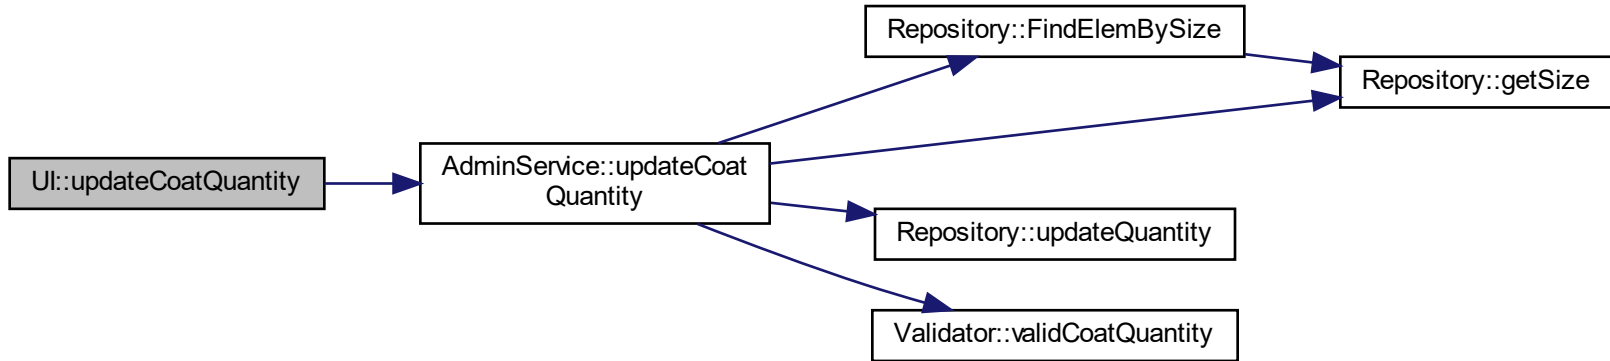 UI::updateCoatQuantity
AdminService::updateCoat
Quantity
Repository::FindElemBySize
Repository::getSize
Repository::updateQuantity
Validator::validCoatQuantity